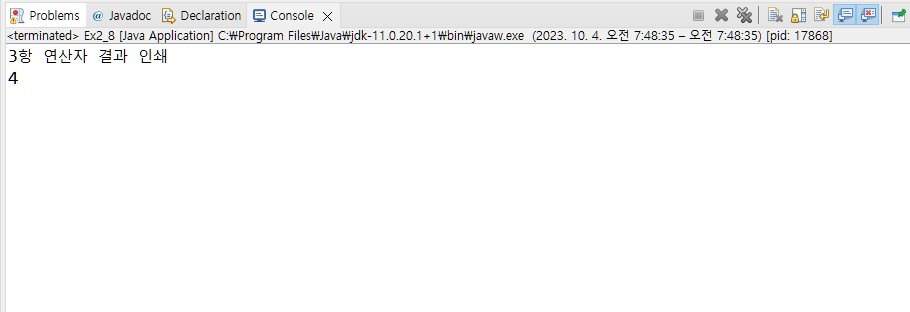 Problems @ Javadoc Declaration Console
<terminated> Ex2_8 [Java Application] C:₩Program Files₩Java₩jdk-11.0.20.1+1₩bin₩javaw.exe (2023. 10. 4. 오전 7:48:35 – 오전 7:48:35) [pid: 17868]
3항 연산자 결과 인쇄
4